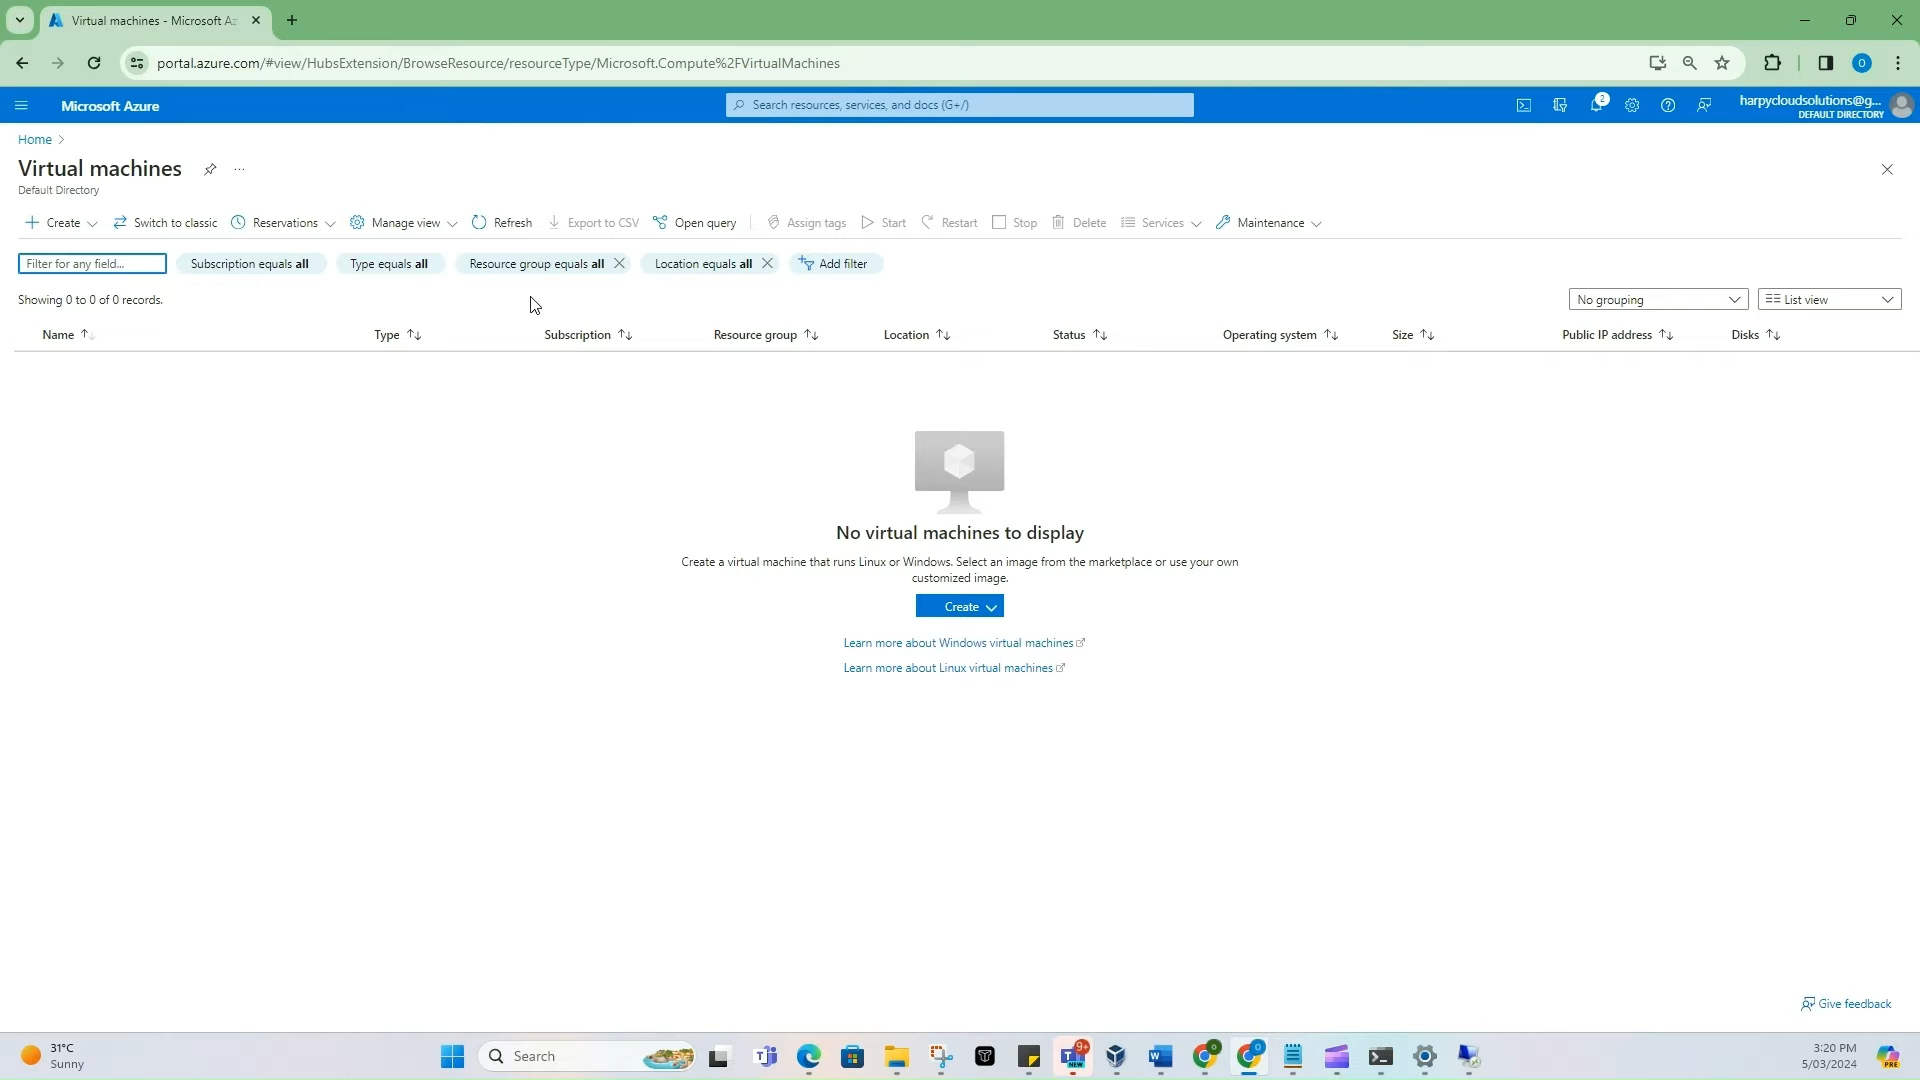 Virtual machines - Microsoft Az
portal.azure.com/#view/HubsExtension/BrowseResource/resourceType/Microsoft.Compute%2FVirtualMachines
O
Microsoft Azure
Search resources, services, and docs (G+/)
2
harpycloudsolutions@g...
DEFAULT DIRECTORY
Home
Virtual machines
...
Default Directory
Create
Switch to classic
Reservations
Manage view
Refresh
Export to CSV
Open query
Assign tags
Start
Restart
Stop
Delete
Services
Maintenance
Filter for any field...
Subscription equals all
Type equals all
Resource group equals all
Location equals all
Add filter
Showing 0 to 0 of 0 records.
No grouping
List view
Name
Type
Subscription
Resource group
Location
Status
Operating system
Size
Public IP address
Disks
No virtual machines to display
Create a virtual machine that runs Linux or Windows. Select an image from the marketplace or use your own
customized image.
Create
Learn more about Windows virtual machines
Learn more about Linux virtual machines
Give feedback
31°C
Sunny
Search
9+
NEW
3:20 PM
5/03/2024
PRE